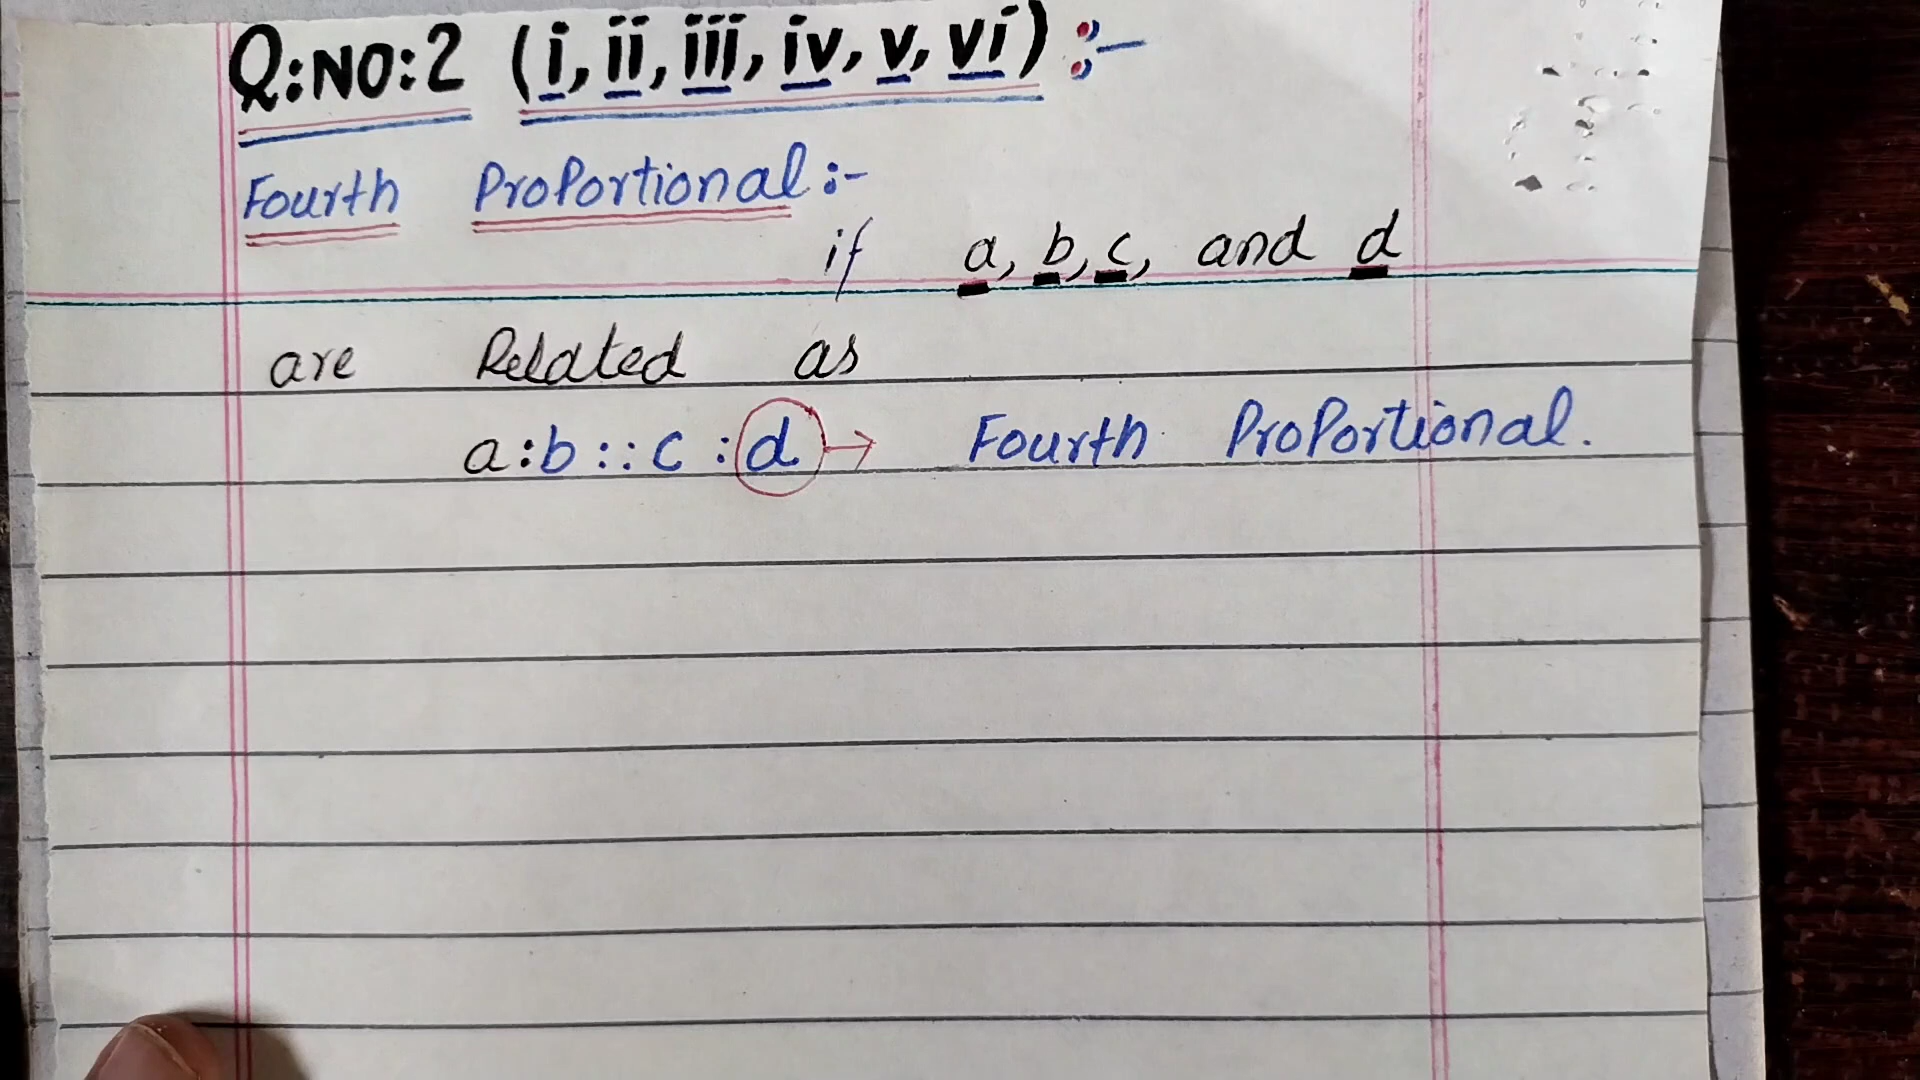 Q:NO:2 (i, ii, iii, iv, v, vi) :-
Fourth ProPortional :-
if a, b, c, and d
are Related as
a:b::c:d → Fourth ProPortional.